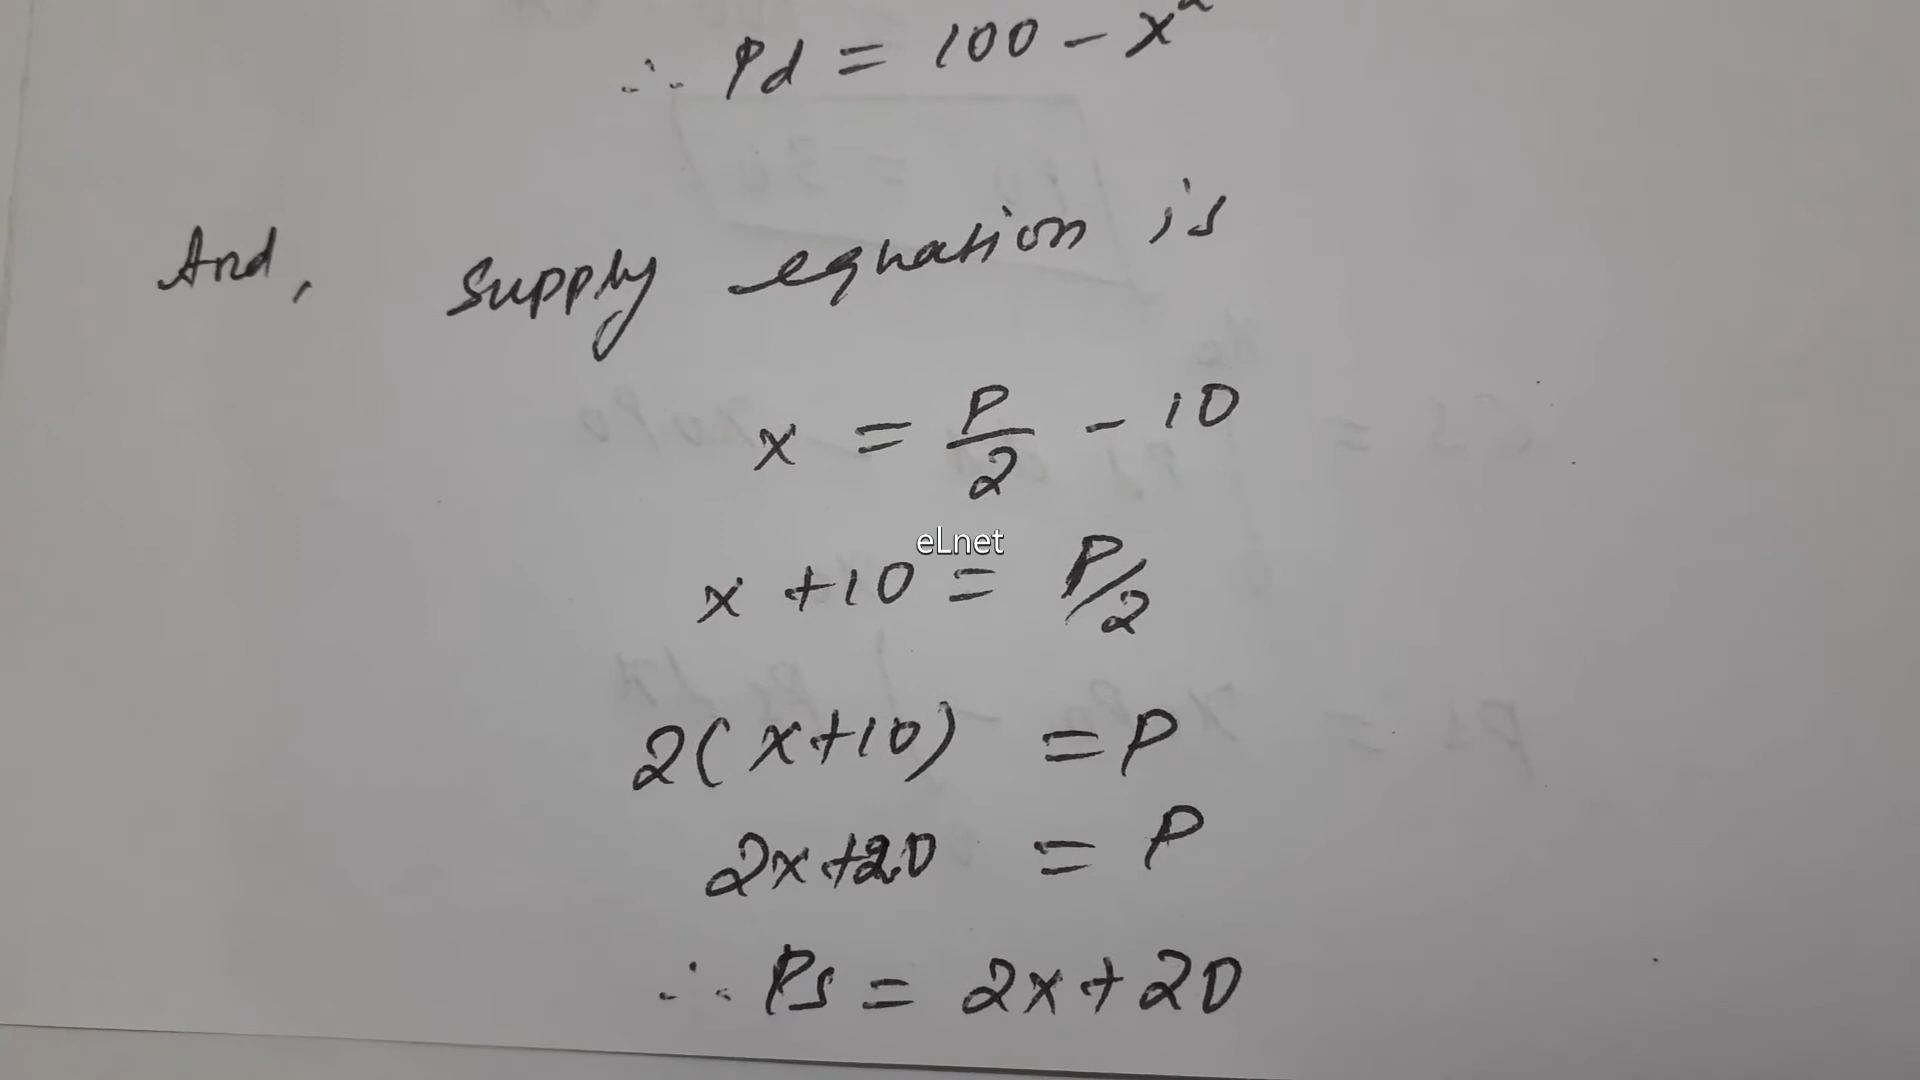 ∴ Pd = 100 - x²
And, supply equation is
x = P/2 - 10
eLnet
x + 10 = P/2
2(x+10) = P
2x+20 = P
∴ Ps = 2x+20